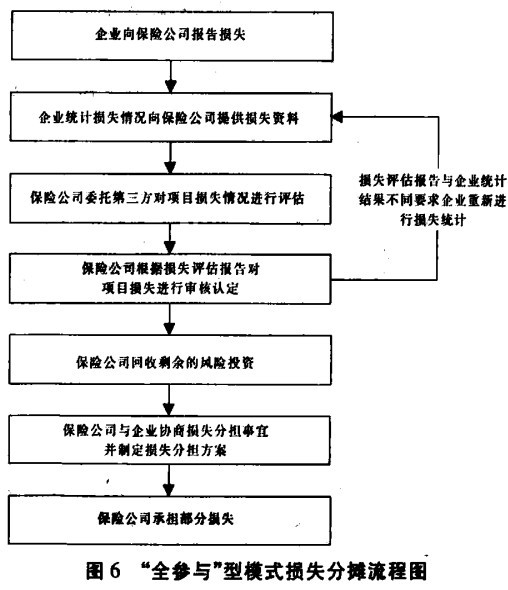 企业向保险公司报告损失
企业统计损失情况向保险公司提供损失资料
保险公司委托第三方对项目损失情况进行评估
损失评估报告与企业统计
结果不同要求企业重新进
行损失统计
保险公司根据损失评估报告对
项目损失进行审核认定
保险公司回收剩余的风险投资
保险公司与企业协商损失分担事宜
并制定损失分担方案
保险公司承担部分损失
图6 “全参与”型模式损失分摊流程图